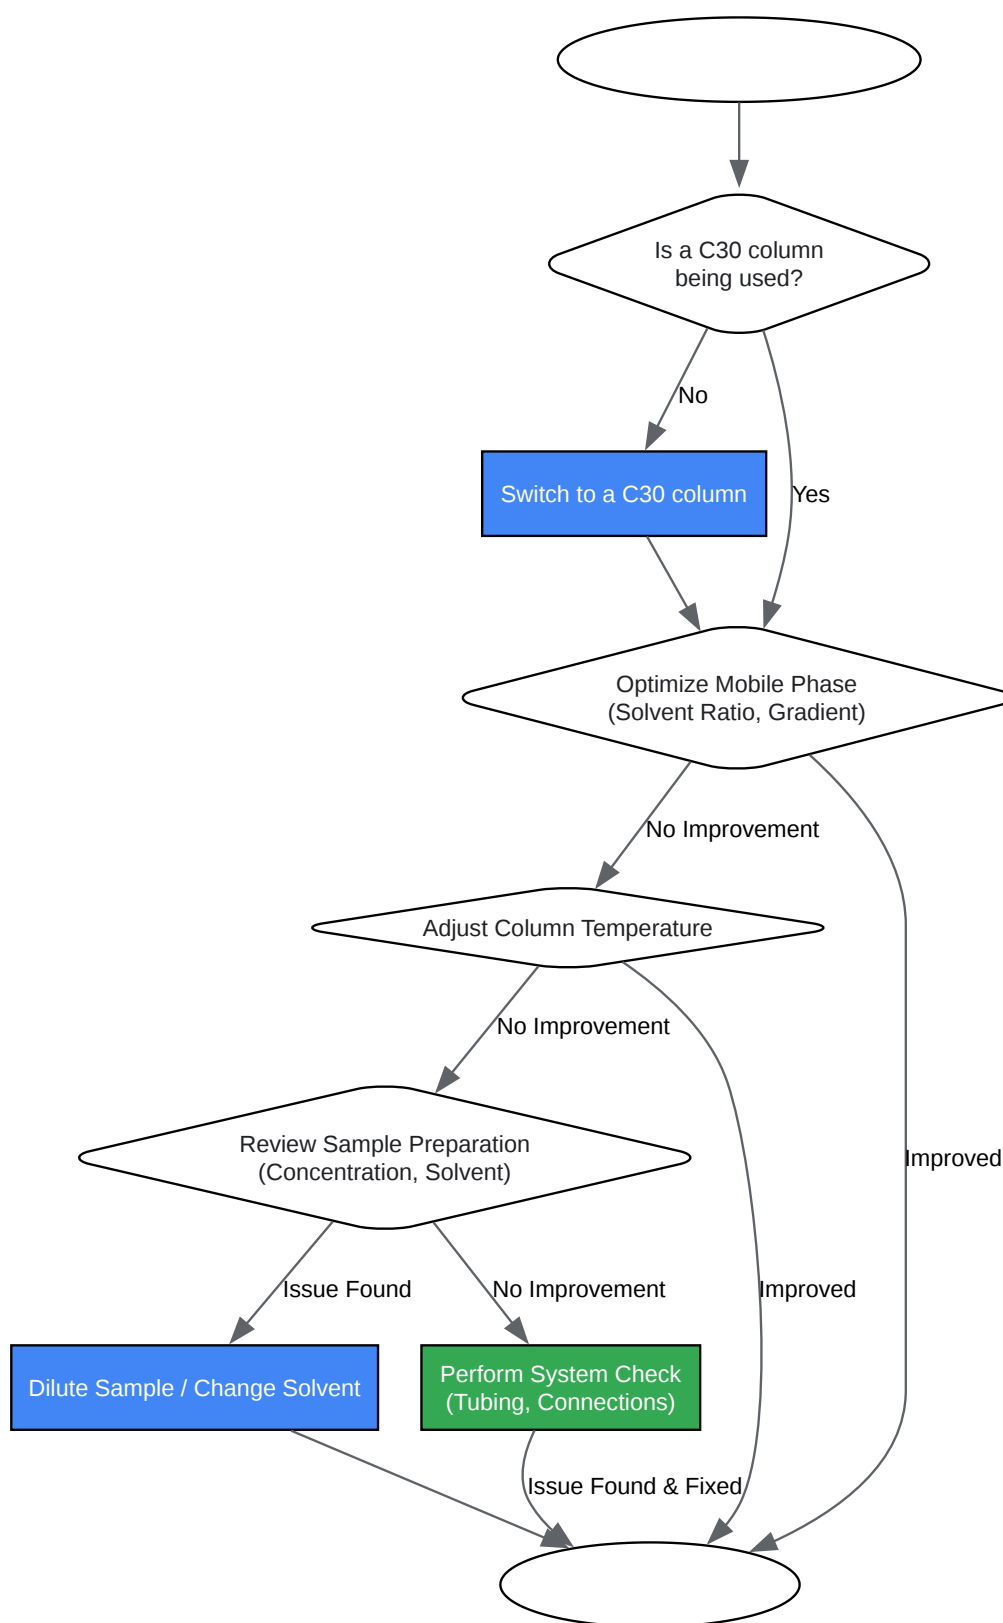 Is a C30 column
being used?
No
Switch to a C30 column
Yes
Optimize Mobile Phase
(Solvent Ratio, Gradient)
No Improvement
Adjust Column Temperature
No Improvement
Review Sample Preparation
(Concentration, Solvent)
Improved
Issue Found
No Improvement
Improved
Dilute Sample / Change Solvent
Perform System Check
(Tubing, Connections)
Issue Found & Fixed